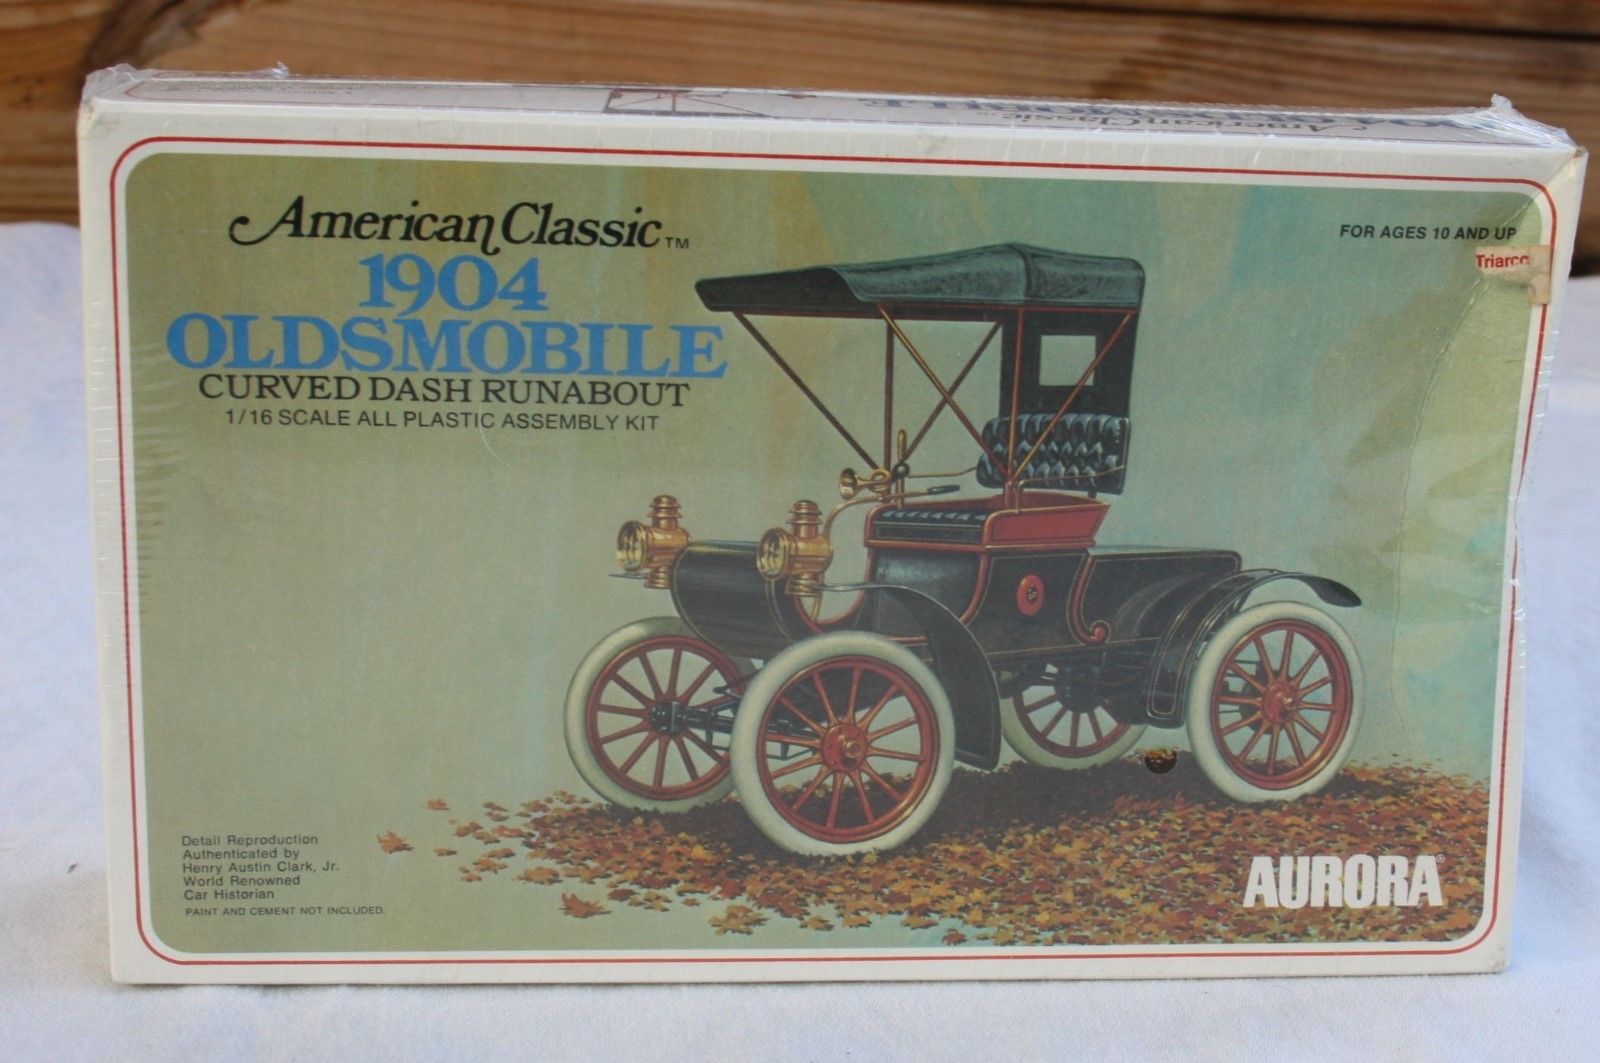 American Classic
American Classic™
1904
OLDSMOBILE
CURVED DASH RUNABOUT
1/16 SCALE ALL PLASTIC ASSEMBLY KIT
FOR AGES 10 AND UP
Triarco
Detail Reproduction
Authenticated by
Henry Austin Clark, Jr.
World Renowned
Car Historian
PAINT AND CEMENT NOT INCLUDED.
AURORA®